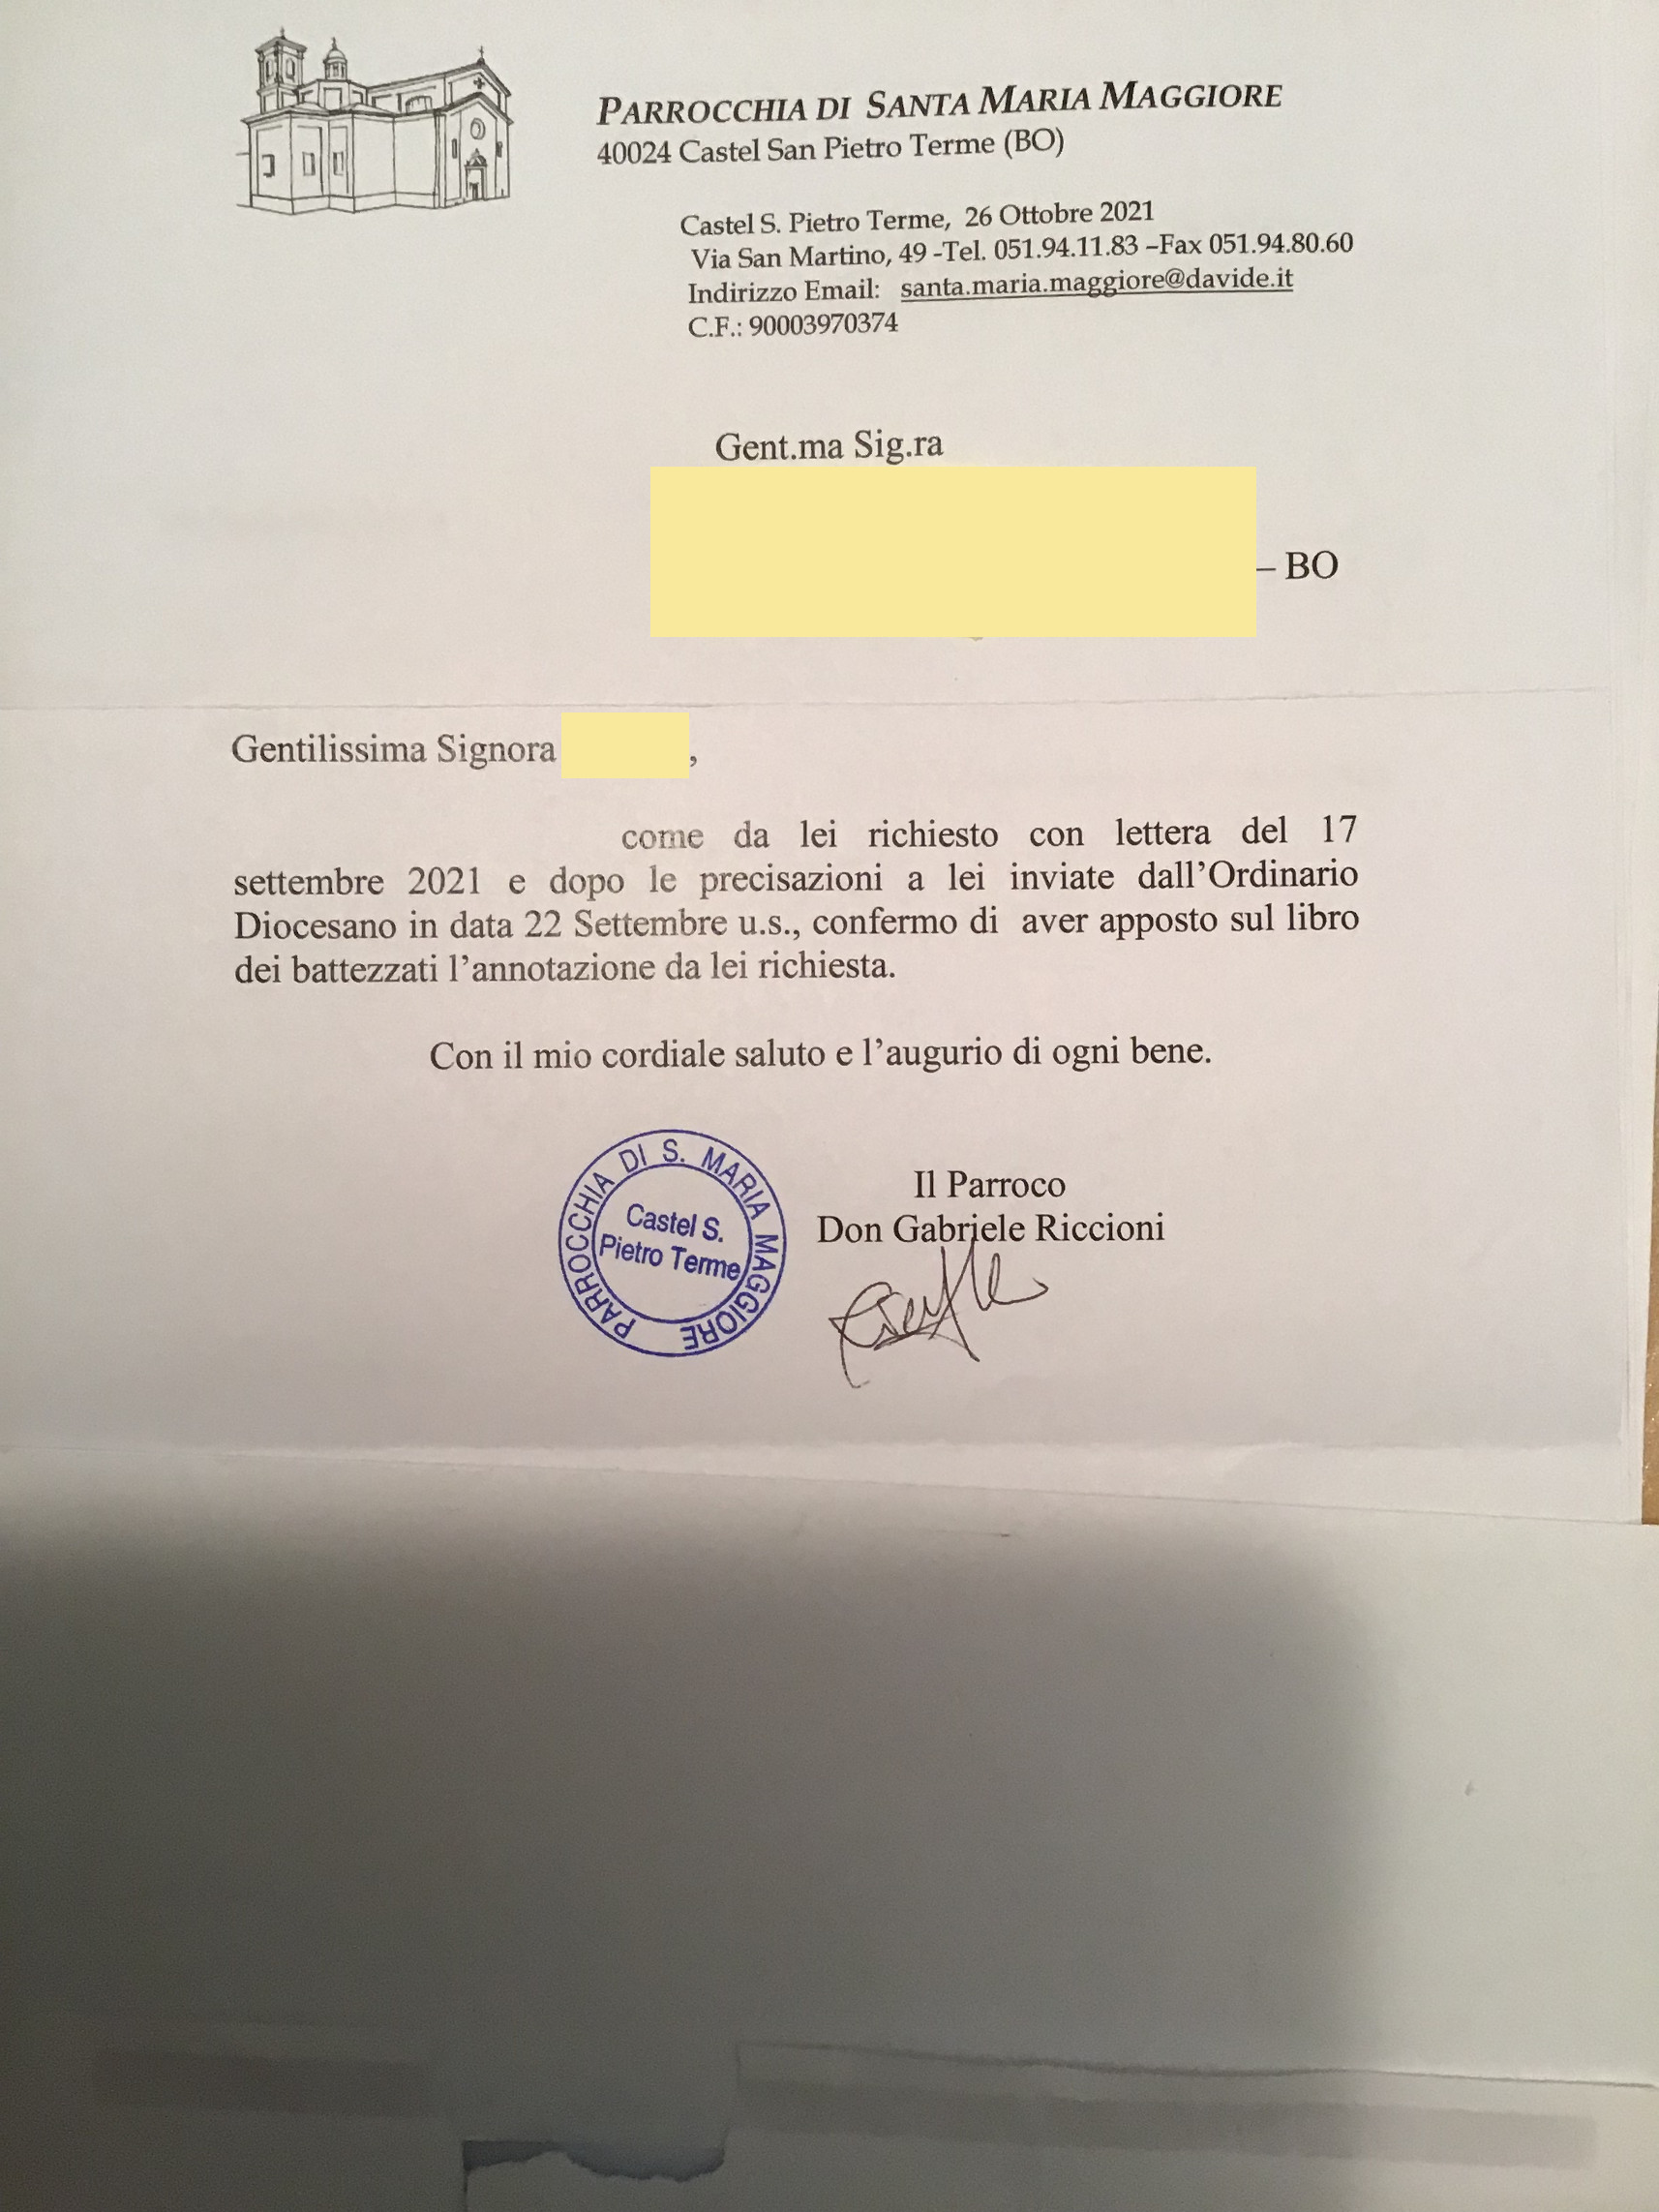 PARROCCHIA DI SANTA MARIA MAGGIORE
40024 Castel San Pietro Terme (BO)
Castel S. Pietro Terme, 26 Ottobre 2021
Via San Martino, 49 -Tel. 051.94.11.83 –Fax 051.94.80.60
Indirizzo Email: santa.maria.maggiore@davide.it
C.F.: 90003970374
Gent.ma Sig.ra
– BO
Gentilissima Signora ,
come da lei richiesto con lettera del 17
settembre 2021 e dopo le precisazioni a lei inviate dall’Ordinario
Diocesano in data 22 Settembre u.s., confermo di aver apposto sul libro
dei battezzati l’annotazione da lei richiesta.
Con il mio cordiale saluto e l’augurio di ogni bene.
PARROCCHIA DI S. MARIA MAGGIORE
Castel S.
Pietro Terme
Il Parroco
Don Gabriele Riccioni